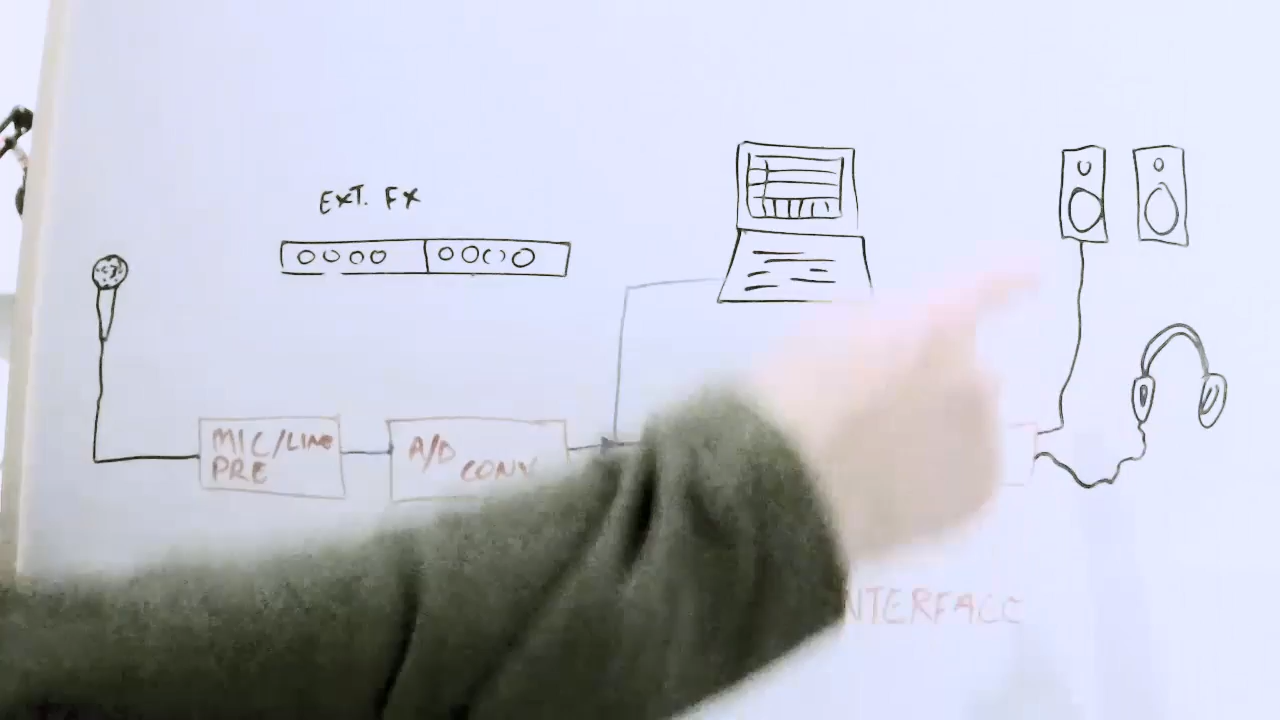 EXT. FX
MIC/LINE
PRE
A/D
CONV
NTERFACE